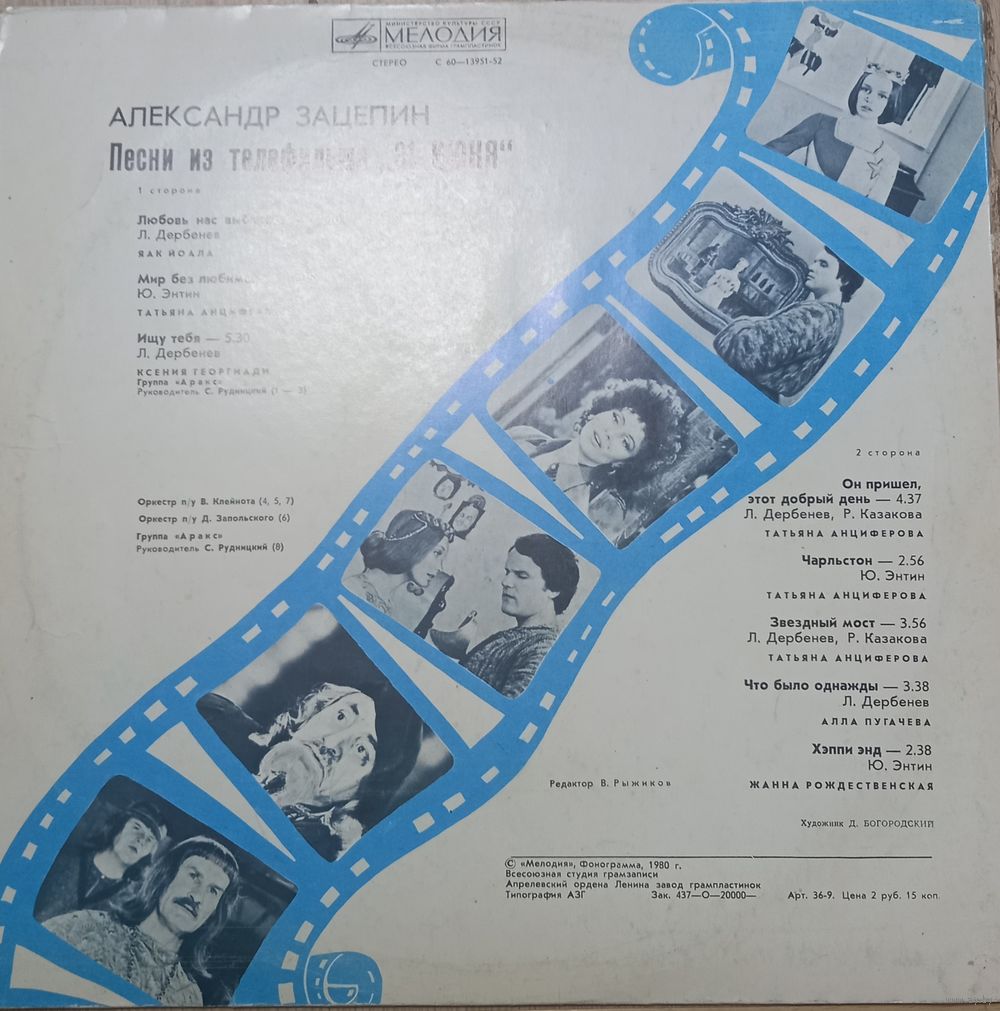 МИНИСТЕРСТВО КУЛЬТУРЫ СССР
МЕЛОДИЯ
ВСЕСОЮЗНАЯ ФИРМА ГРАМПЛАСТИНОК
СТЕРЕО С 60—13951-52
АЛЕКСАНДР ЗАЦЕПИН
Песни из телефильма „31 ИЮНЯ“
1 сторона
Любовь нас
Л. Дербенев
ЯАК ЙОАЛА
Мир без
Ю. Энтин
ТАТЬЯНА АНЦИФЕРОВА
Ищу тебя — 5.30
Л. Дербенев
КСЕНИЯ ГЕОРГИАДИ
Группа «Аракс»
Руководитель С. Рудницкий (1 — 3)
Оркестр п/у В. Клейнота (4, 5, 7)
Оркестр п/у Д. Запольского (6)
Группа «Аракс»
Руководитель С. Рудницкий (8)
2 сторона
Он пришел,
этот добрый день — 4.37
Л. Дербенев, Р. Казакова
ТАТЬЯНА АНЦИФЕРОВА
Чарльстон — 2.56
Ю. Энтин
ТАТЬЯНА АНЦИФЕРОВА
Звездный мост — 3.56
Л. Дербенев, Р. Казакова
ТАТЬЯНА АНЦИФЕРОВА
Что было однажды — 3.38
Л. Дербенев
АЛЛА ПУГАЧЕВА
Хэппи энд — 2.38
Ю. Энтин
ЖАННА РОЖДЕСТВЕНСКАЯ
Редактор В. Рыжиков
Художник Д. БОГОРОДСКИЙ
© «Мелодия», Фонограмма, 1980 г.
Всесоюзная студия грамзаписи
Апрелевский ордена Ленина завод грампластинок
Типография АЗГ Зак. 437—О—20000— Арт. 36-9. Цена 2 руб. 15 коп.